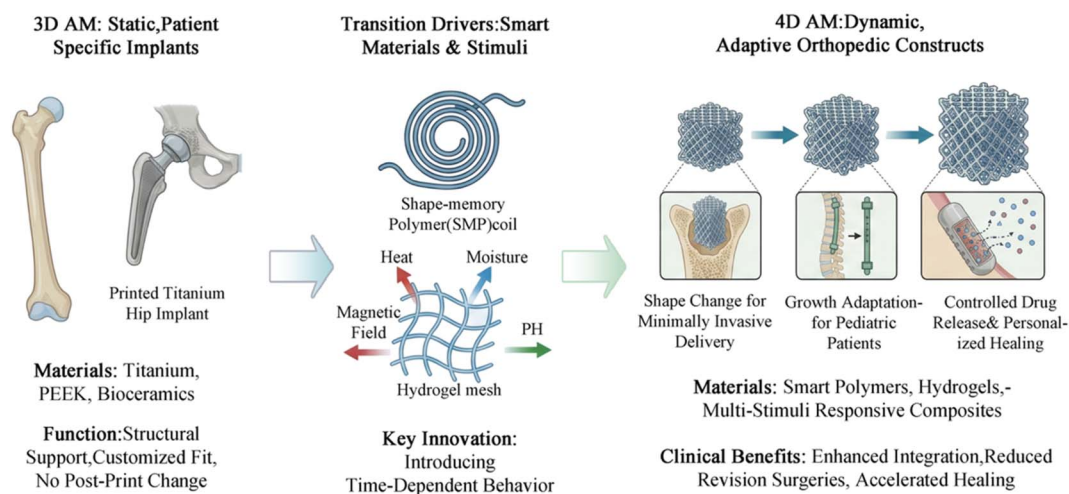 3D AM: Static,Patient
Specific Implants
Printed Titanium
Hip Implant
Materials: Titanium,
PEEK, Bioceramics
Function:Structural
Support,Customized Fit,
No Post-Print Change
Transition Drivers:Smart
Materials & Stimuli
Shape-memory
Polymer(SMP)coil
Heat
Moisture
Magnetic
Field
PH
Hydrogel mesh
Key Innovation:
Introducing
Time-Dependent Behavior
4D AM:Dynamic,
Adaptive Orthopedic Constructs
Shape Change for
Minimally Invasive
Delivery
Growth Adaptation-
for Pediatric
Patients
Controlled Drug
Release& Personal-
ized Healing
Materials: Smart Polymers, Hydrogels,-
Multi-Stimuli Responsive Composites
Clinical Benefits: Enhanced Integration,Reduced
Revision Surgeries, Accelerated Healing